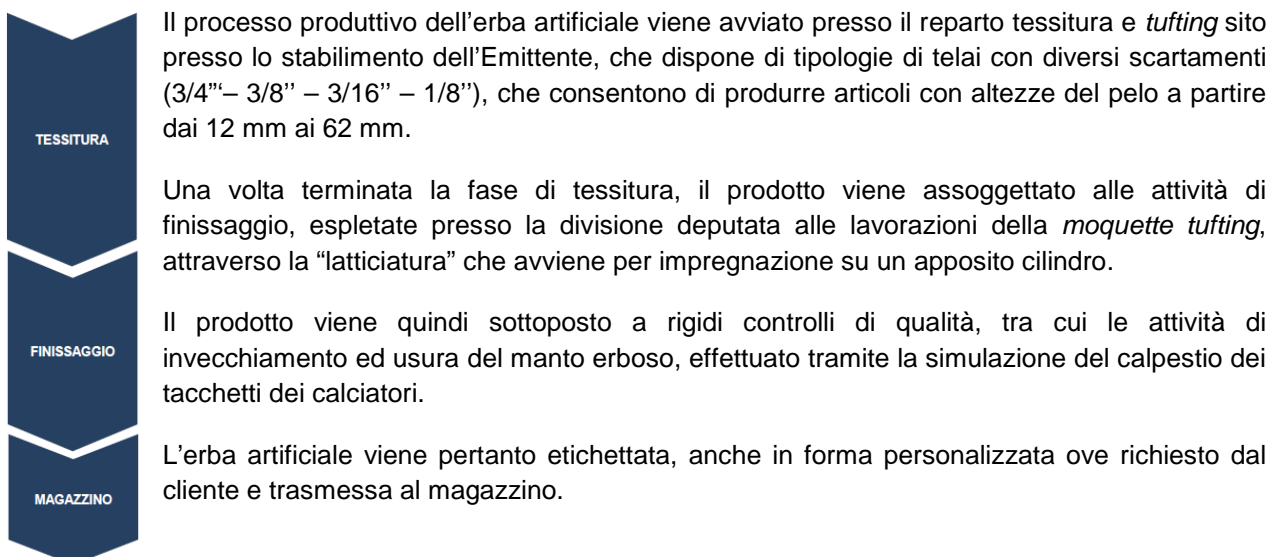 Il processo produttivo dell'erba artificiale viene avviato presso il reparto tessitura e tufting sito
presso lo stabilimento dell'Emittente, che dispone di tipologie di telai con diversi scartamenti
(3/4"'– 3/8'' – 3/16'' – 1/8''), che consentono di produrre articoli con altezze del pelo a partire
dai 12 mm ai 62 mm.
TESSITURA
Una volta terminata la fase di tessitura, il prodotto viene assoggettato alle attività di
finissaggio, espletate presso la divisione deputata alle lavorazioni della moquette tufting,
attraverso la “latticiatura” che avviene per impregnazione su un apposito cilindro.
Il prodotto viene quindi sottoposto a rigidi controlli di qualità, tra cui le attività di
invecchiamento ed usura del manto erboso, effettuato tramite la simulazione del calpestio dei
tacchetti dei calciatori.
FINISSAGGIO
L'erba artificiale viene pertanto etichettata, anche in forma personalizzata ove richiesto dal
cliente e trasmessa al magazzino.
MAGAZZINO